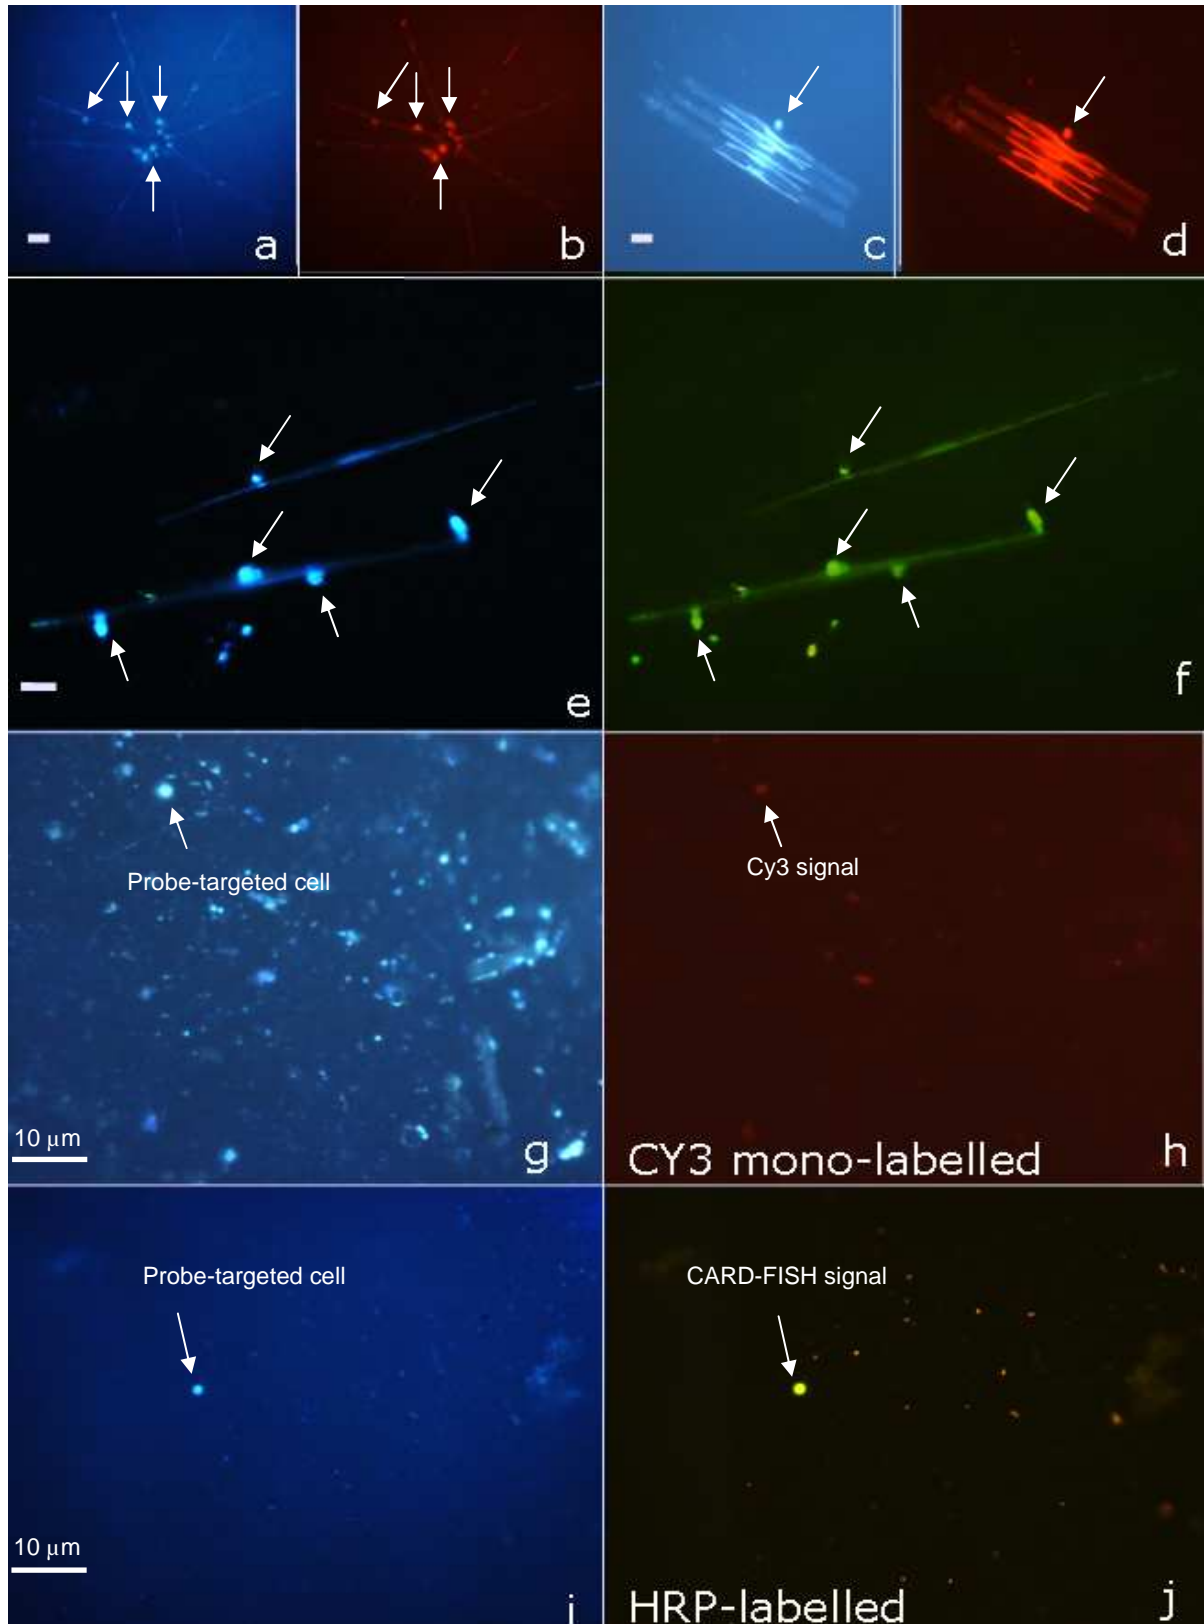 a
b
c
d
e
f
Probe-targeted cell
Cy3 signal
10 μm
g
CY3 mono-labelled
h
Probe-targeted cell
CARD-FISH signal
10 μm
i
HRP-labelled
j